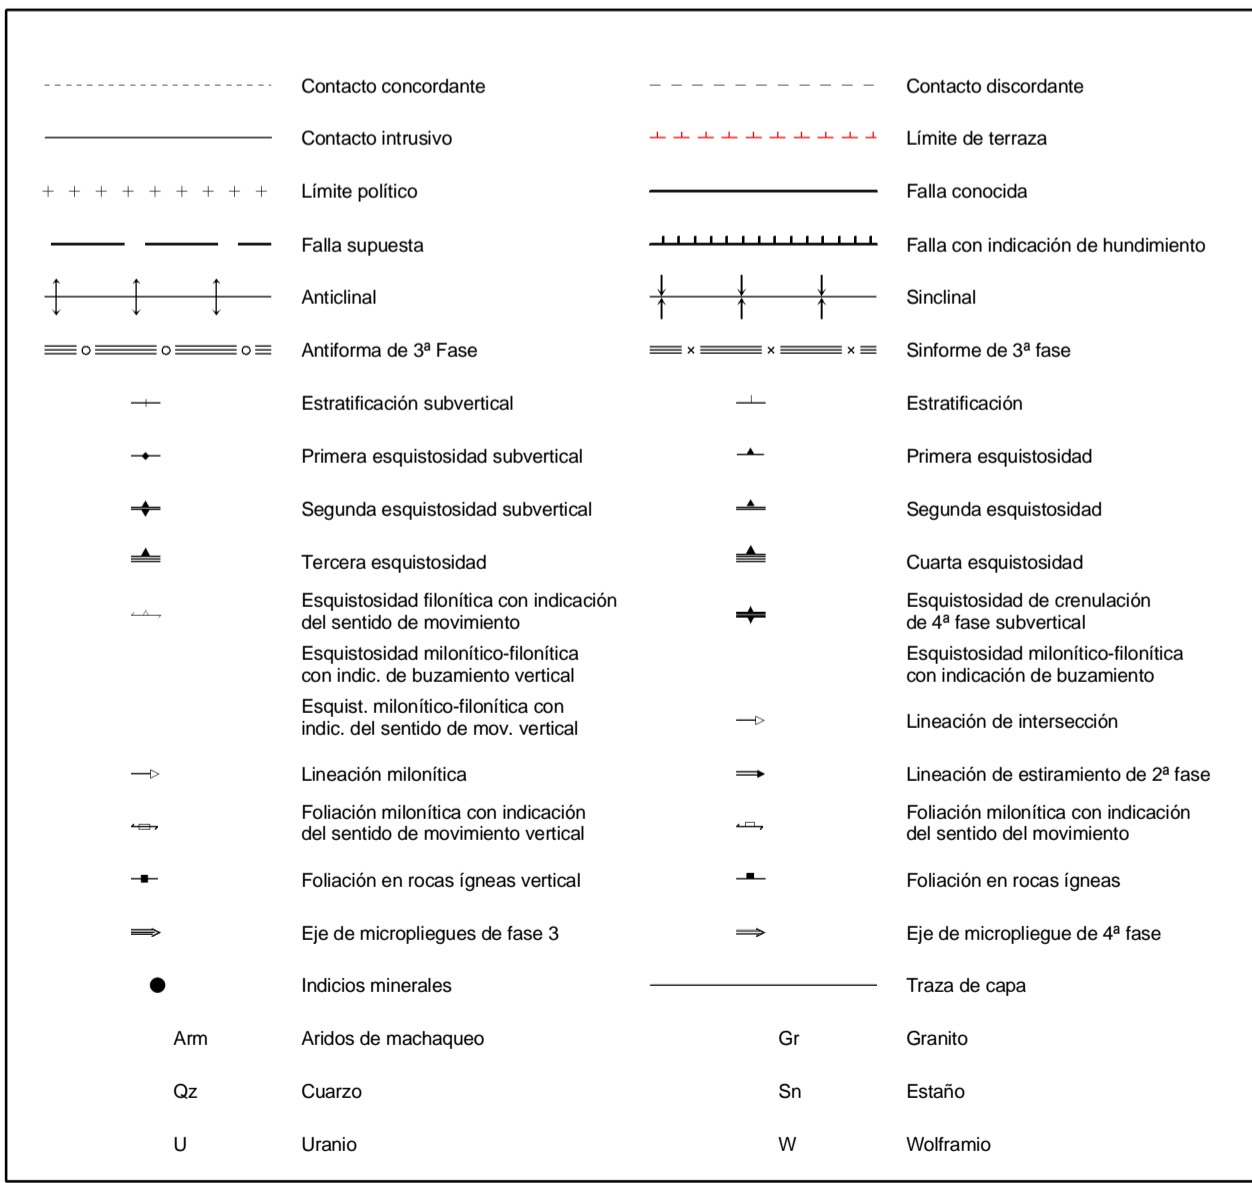 Contacto concordante
Contacto discordante
Contacto intrusivo
Límite de terraza
Límite político
Falla conocida
Falla supuesta
Falla con indicación de hundimiento
Anticlinal
Sinclinal
Antiforma de 3ª Fase
Sinforme de 3ª fase
Estratificación subvertical
Estratificación
Primera esquistosidad subvertical
Primera esquistosidad
Segunda esquistosidad subvertical
Segunda esquistosidad
Tercera esquistosidad
Cuarta esquistosidad
Esquistosidad filonítica con indicación
del sentido de movimiento
Esquistosidad de crenulación
de 4ª fase subvertical
Esquistosidad milonítico-filonítica
con indic. de buzamiento vertical
Esquistosidad milonítico-filonítica
con indicación de buzamiento
Esquist. milonítico-filonítica con
indic. del sentido de mov. vertical
Lineación de intersección
Lineación milonítica
Lineación de estiramiento de 2ª fase
Foliación milonítica con indicación
del sentido de movimiento vertical
Foliación milonítica con indicación
del sentido del movimiento
Foliación en rocas ígneas vertical
Foliación en rocas ígneas
Eje de micropliegues de fase 3
Eje de micropliegue de 4ª fase
Indicios minerales
Traza de capa
Arm Aridos de machaqueo
Gr Granito
Qz Cuarzo
Sn Estaño
U Uranio
W Wolframio